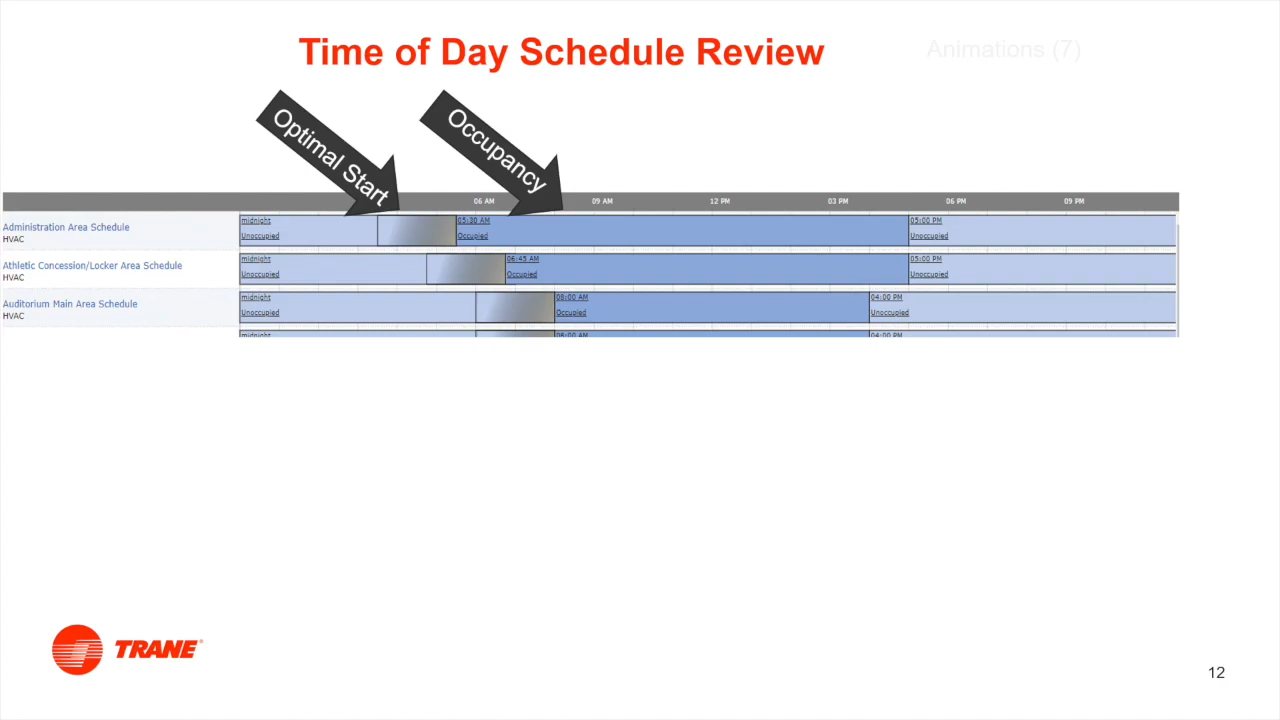 Time of Day Schedule Review
Animations (7)
Optimal Start
Occupancy
06 AM 09 AM 12 PM 03 PM 06 PM 09 PM
Administration Area Schedule
HVAC
midnight 05:30 AM 05:00 PM
Unoccupied Occupied Unoccupied
Athletic Concession/Locker Area Schedule
HVAC
midnight 06:45 AM 05:00 PM
Unoccupied Occupied Unoccupied
Auditorium Main Area Schedule
HVAC
midnight 08:00 AM 04:00 PM
Unoccupied Occupied Unoccupied
midnight 08:00 AM 04:00 PM
TRANE®
12